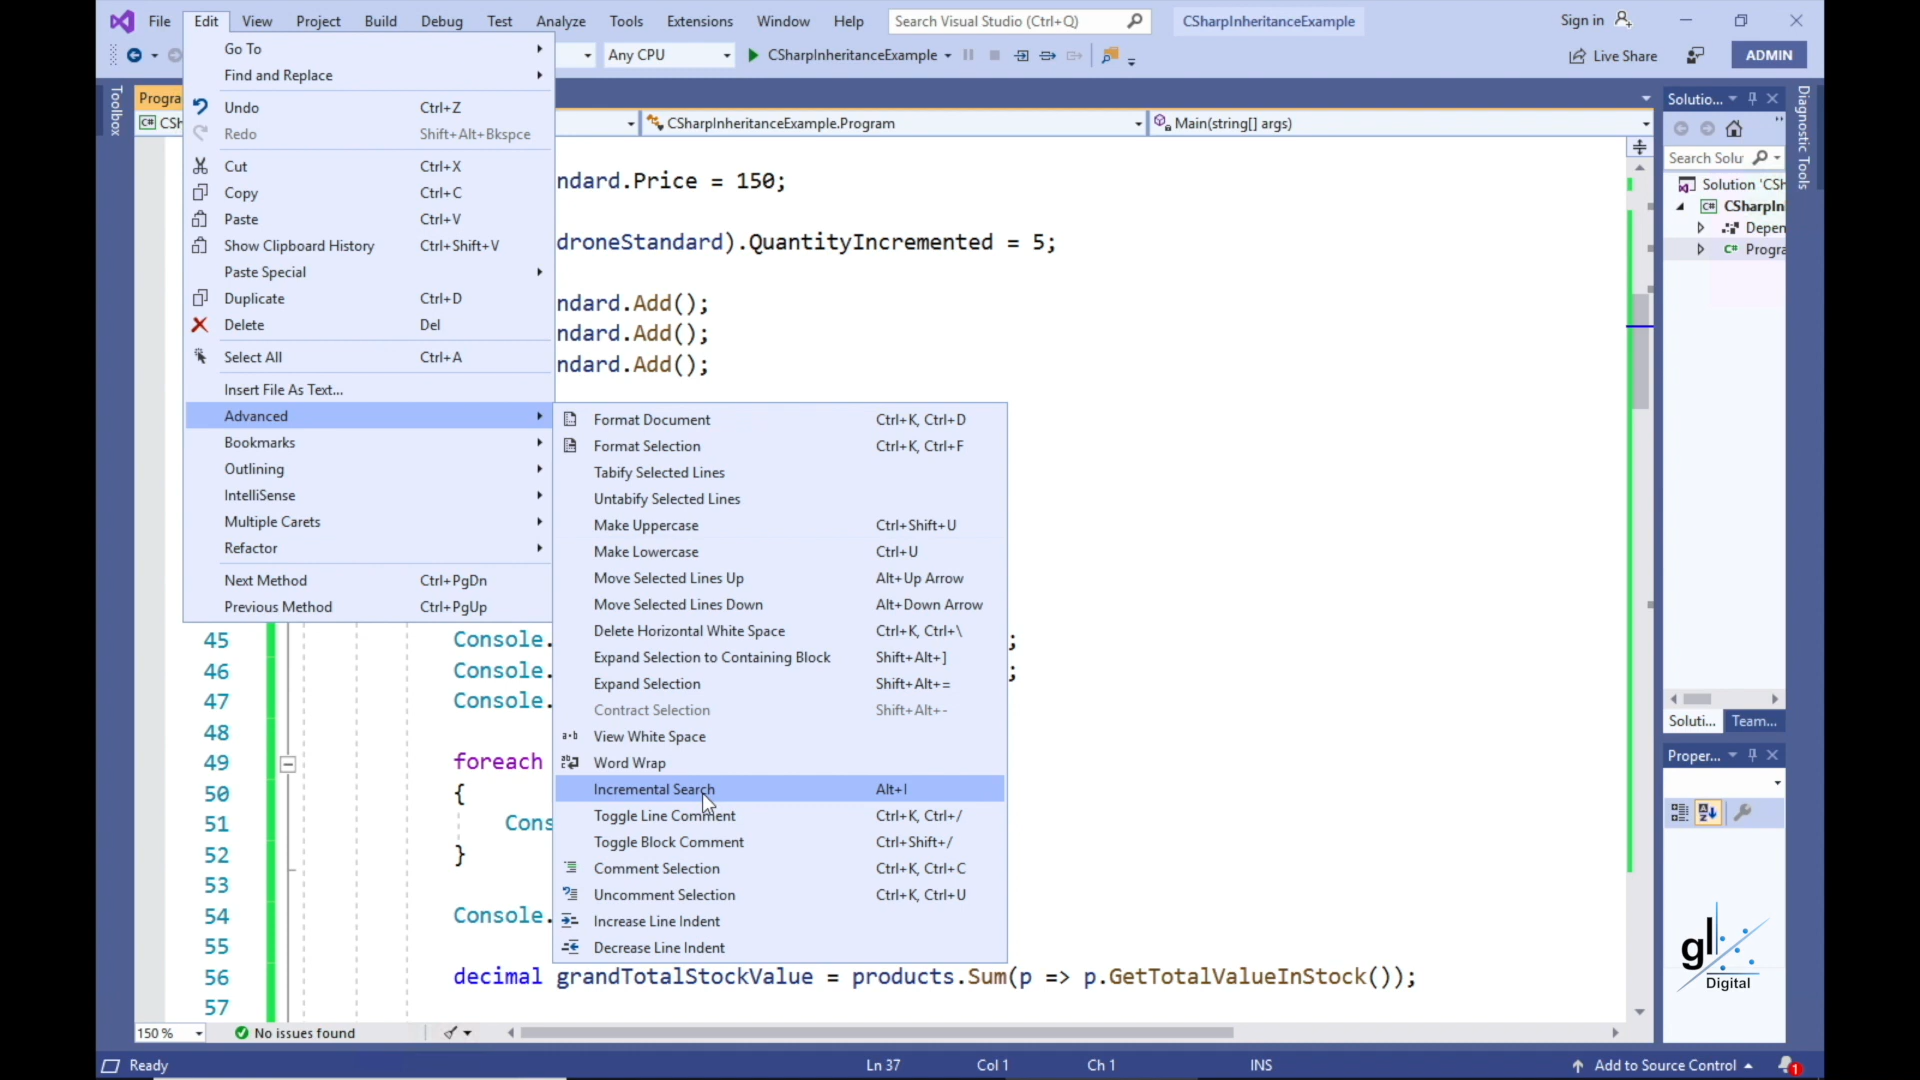 File Edit View Project Build Debug Test Analyze Tools Extensions Window Help Search Visual Studio (Ctrl+Q) CSharpInheritanceExample Sign in
Any CPU CSharpInheritanceExample Live Share ADMIN
Toolbox
Progra
CSh CSharpInheritanceExample.Program Main(string[] args)
Go To
Find and Replace
Undo Ctrl+Z
Redo Shift+Alt+Bkspce
Cut Ctrl+X
Copy Ctrl+C
Paste Ctrl+V
Show Clipboard History Ctrl+Shift+V
Paste Special
Duplicate Ctrl+D
Delete Del
Select All Ctrl+A
Insert File As Text...
Advanced
Bookmarks
Outlining
IntelliSense
Multiple Carets
Refactor
Next Method Ctrl+PgDn
Previous Method Ctrl+PgUp
ndard.Price = 150;
droneStandard).QuantityIncremented = 5;
ndard.Add();
ndard.Add();
ndard.Add();
Format Document Ctrl+K, Ctrl+D
Format Selection Ctrl+K, Ctrl+F
Tabify Selected Lines
Untabify Selected Lines
Make Uppercase Ctrl+Shift+U
Make Lowercase Ctrl+U
Move Selected Lines Up Alt+Up Arrow
Move Selected Lines Down Alt+Down Arrow
Delete Horizontal White Space Ctrl+K, Ctrl+\
Expand Selection to Containing Block Shift+Alt+]
Expand Selection Shift+Alt+=
Contract Selection Shift+Alt+-
View White Space
Word Wrap
Incremental Search Alt+I
Toggle Line Comment Ctrl+K, Ctrl+/
Toggle Block Comment Ctrl+Shift+/
Comment Selection Ctrl+K, Ctrl+C
Uncomment Selection Ctrl+K, Ctrl+U
Increase Line Indent
Decrease Line Indent
45 Console. ;
46 Console. ;
47 Console.
48
49 foreach
50 {
51 Cons
52 }
53
54 Console.
55
56 decimal grandTotalStockValue = products.Sum(p => p.GetTotalValueInStock());
57
150 % No issues found
Solutio...
Search Solu
Solution 'CSh
C# CSharpIn
Depen
C# Progra
Soluti... Team...
Proper...
Diagnostic Tools
gl
Digital
Ready Ln 37 Col 1 Ch 1 INS Add to Source Control 1